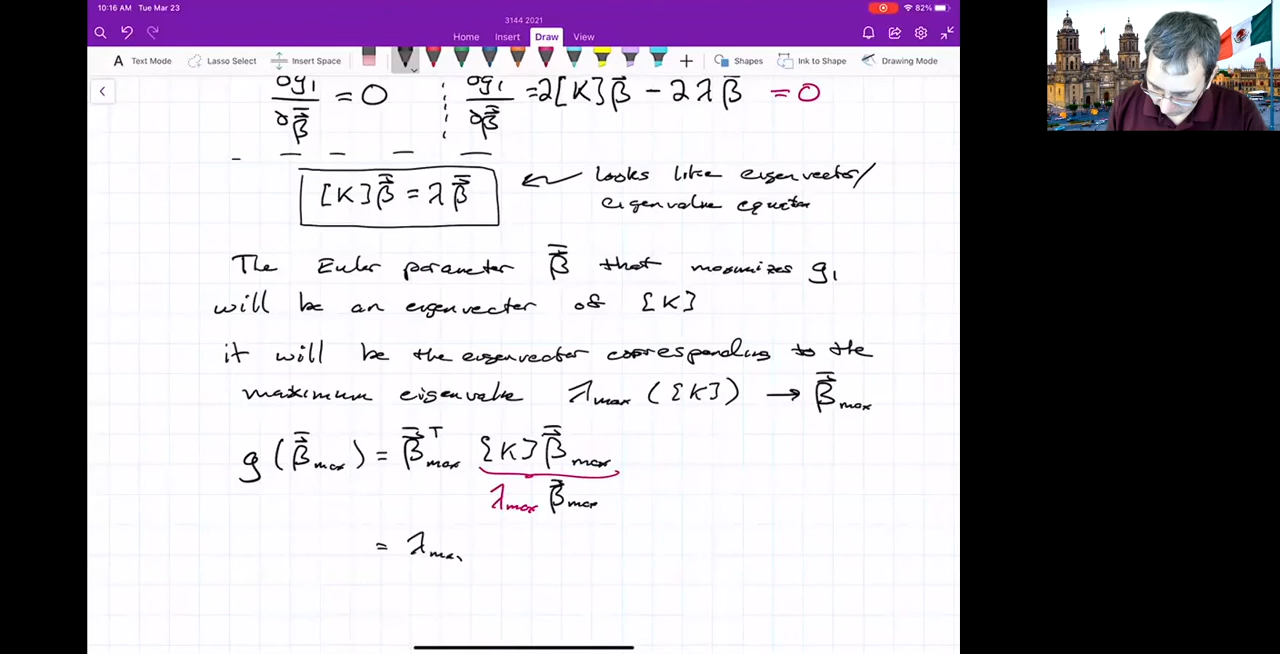 10:16 AM Tue Mar 23
82%
3144 2021
Home Insert Draw View
A Text Mode Lasso Select Insert Space Shapes Ink to Shape Drawing Mode
∂g₁/∂β̄ = 0 ∂g₁/∂β̄ = 2[K]β̄ - 2λβ̄ = 0
[K]β̄ = λβ̄ ← looks like eigenvector/
eigenvalue equation
The Euler parameter β̄ that maximizes g₁
will be an eigenvector of [K]
it will be the eigenvector corresponding to the
maximum eigenvalue λmax ([K]) → β̄max
g(β̄max) = β̄ᵀmax [K]β̄max
λmax β̄max
= λmax